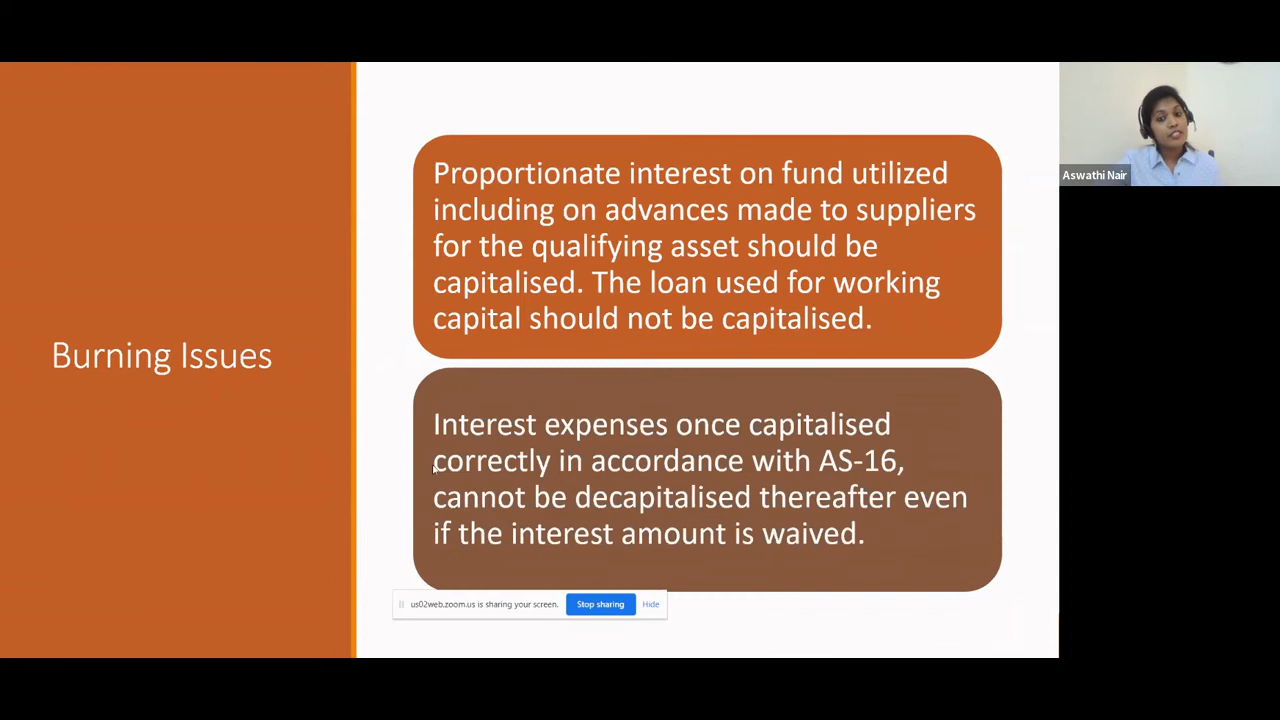 Burning Issues
Proportionate interest on fund utilized
including on advances made to suppliers
for the qualifying asset should be
capitalised. The loan used for working
capital should not be capitalised.
Interest expenses once capitalised
correctly in accordance with AS-16,
cannot be decapitalised thereafter even
if the interest amount is waived.
us02web.zoom.us is sharing your screen. Stop sharing Hide
Aswathi Nair